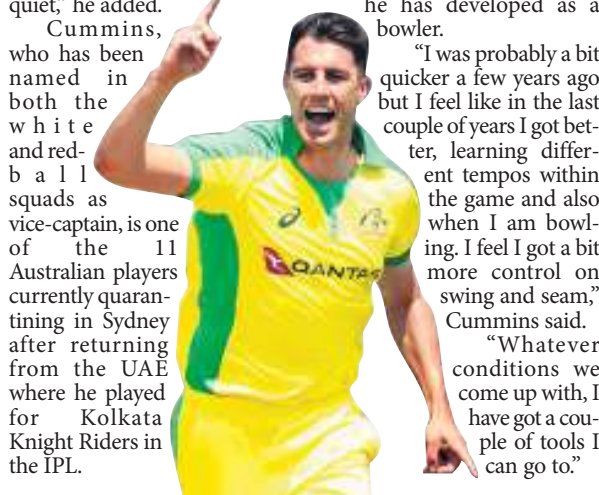 quiet," he added.
Cummins,
who has been
named in
both the
white
and red-
ball
squads as
vice-captain, is one
of the 11
Australian players
currently quaran-
tining in Sydney
after returning
from the UAE
where he played
for Kolkata
Knight Riders in
the IPL.
QANTAS
he has developed as a
bowler.
"I was probably a bit
quicker a few years ago
but I feel like in the last
couple of years I got bet-
ter, learning differ-
ent tempos within
the game and also
when I am bowl-
ing. I feel I got a bit
more control on
swing and seam,"
Cummins said.
"Whatever
conditions we
come up with, I
have got a cou-
ple of tools I
can go to."